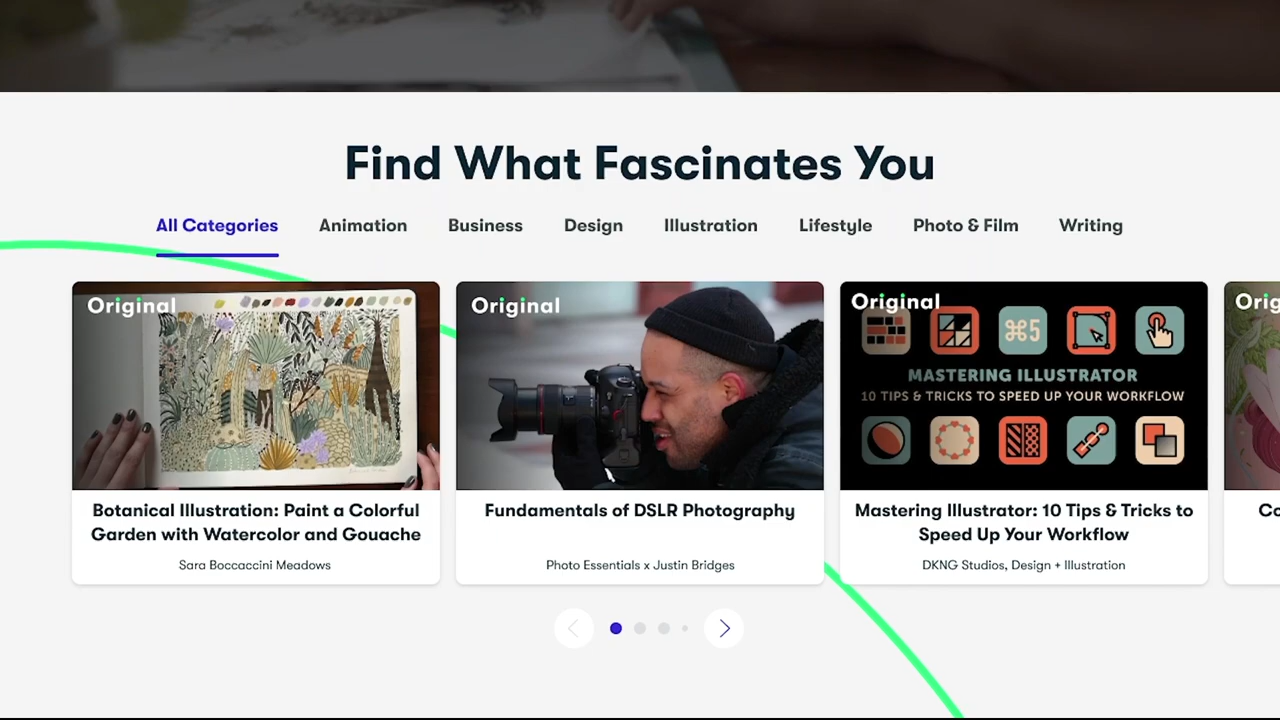 Find What Fascinates You
All Categories Animation Business Design Illustration Lifestyle Photo & Film Writing
Original
Botanical Illustration: Paint a Colorful
Garden with Watercolor and Gouache
Sara Boccaccini Meadows
Original
Fundamentals of DSLR Photography
Photo Essentials x Justin Bridges
Original
⌘5
MASTERING ILLUSTRATOR
10 TIPS & TRICKS TO SPEED UP YOUR WORKFLOW
Mastering Illustrator: 10 Tips & Tricks to
Speed Up Your Workflow
DKNG Studios, Design + Illustration
Orig
Co